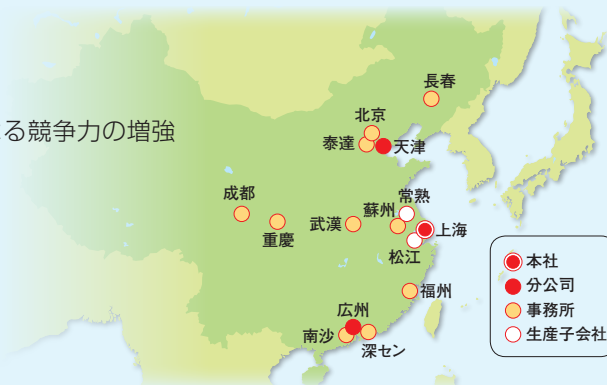 る競争力の増強
長春
北京
泰達
天津
成都
重慶
武漢
蘇州
常熟
上海
松江
福州
広州
南沙
深セン
本社
分公司
事務所
生産子会社